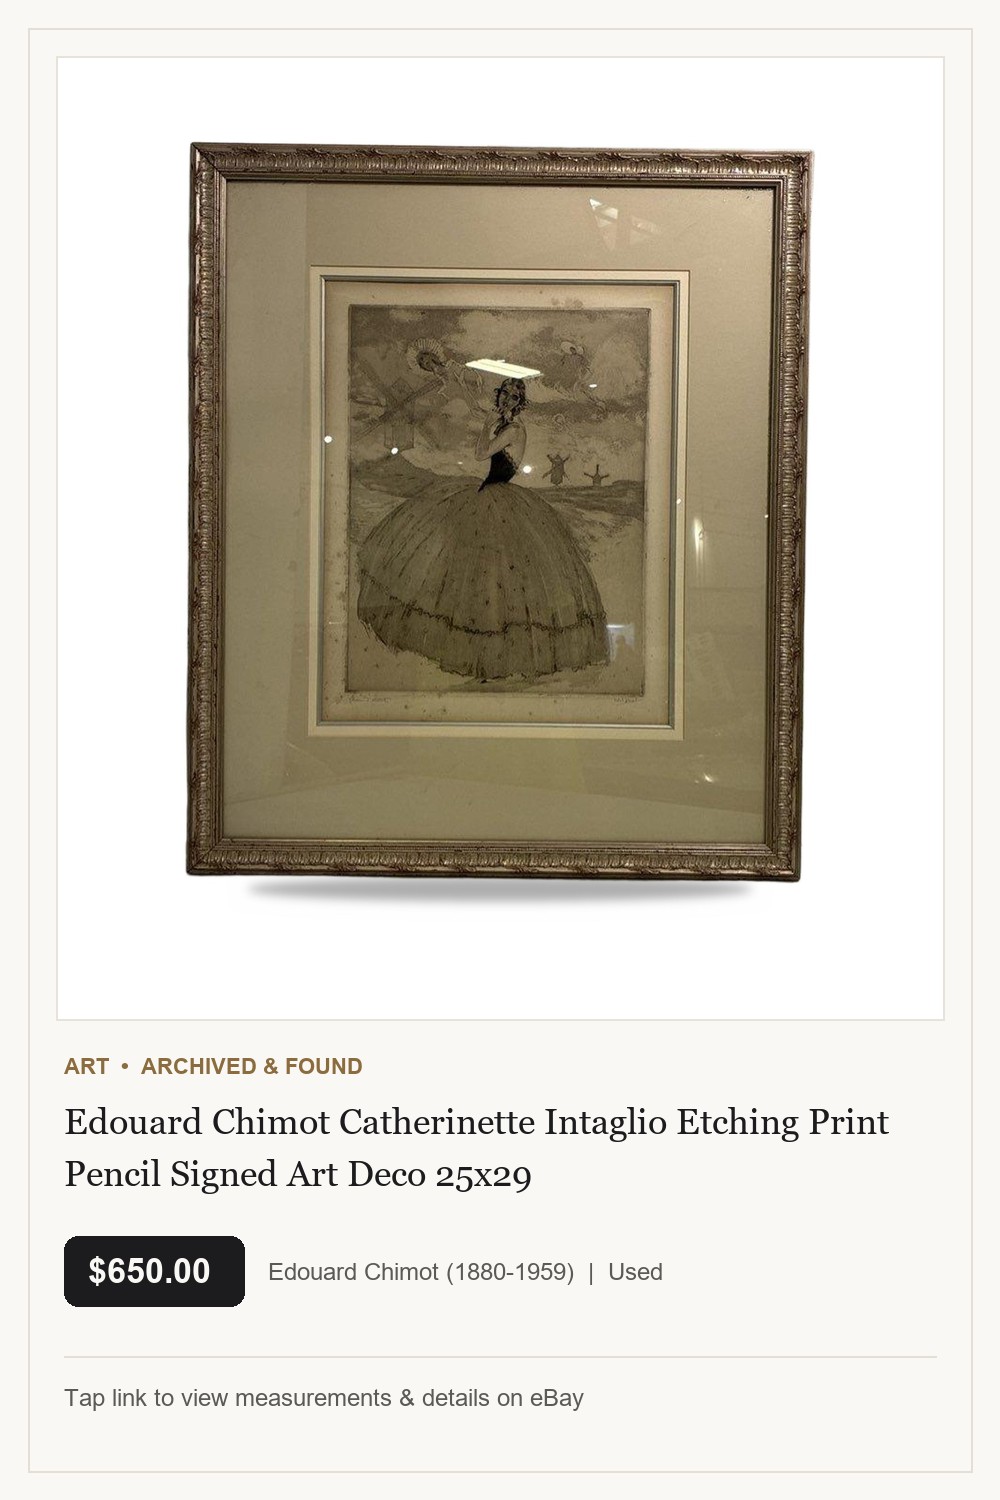 ART • ARCHIVED & FOUND
Edouard Chimot Catherinette Intaglio Etching Print
Pencil Signed Art Deco 25x29
$650.00
Edouard Chimot (1880-1959) | Used
Tap link to view measurements & details on eBay